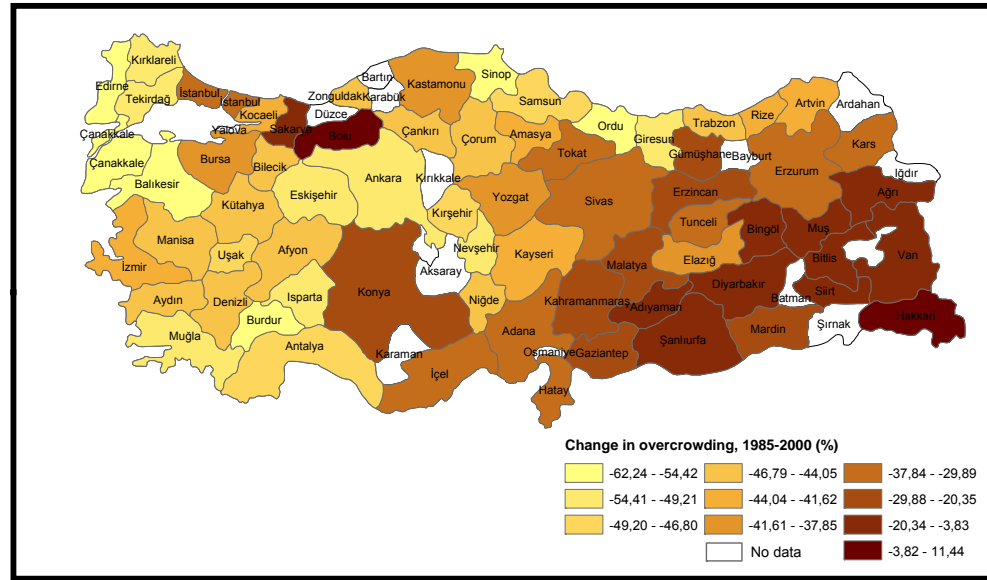 Kırklareli
Edirne
Tekirdağ
İstanbul
İstanbul
Kocaeli
Yalova
Sakarya
Düzce
Bolu
Zonguldak
Bartın
Karabük
Kastamonu
Sinop
Samsun
Ordu
Giresun
Trabzon
Rize
Artvin
Ardahan
Çanakkale
Çanakkale
Balıkesir
Bursa
Bilecik
Eskişehir
Ankara
Çankırı
Kırıkkale
Çorum
Amasya
Tokat
Gümüşhane
Bayburt
Erzurum
Kars
Iğdır
Ağrı
Kütahya
Kırşehir
Yozgat
Sivas
Erzincan
Tunceli
Bingöl
Muş
Manisa
Uşak
Afyon
Nevşehir
Kayseri
Malatya
Elazığ
Bitlis
Van
İzmir
Aydın
Denizli
Isparta
Konya
Aksaray
Niğde
Kahramanmaraş
Adıyaman
Diyarbakır
Batman
Siirt
Muğla
Burdur
Antalya
Karaman
İçel
Adana
Osmaniye
Gaziantep
Şanlıurfa
Mardin
Şırnak
Hakkari
Hatay
Change in overcrowding, 1985-2000 (%)
-62,24 - -54,42
-54,41 - -49,21
-49,20 - -46,80
-46,79 - -44,05
-44,04 - -41,62
-41,61 - -37,85
No data
-37,84 - -29,89
-29,88 - -20,35
-20,34 - -3,83
-3,82 - 11,44